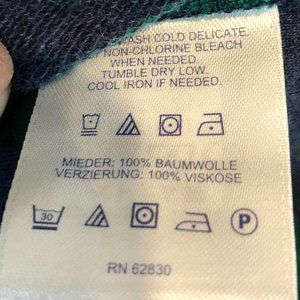 WASH COLD DELICATE.
NON-CHLORINE BLEACH
WHEN NEEDED
TUMBLE DRY LOW.
COOL IRON IF NEEDED.
MIEDER: 100% BAUMWOLLE
VERZIERUNG: 100% VISKOSE
30
P
RN 62830